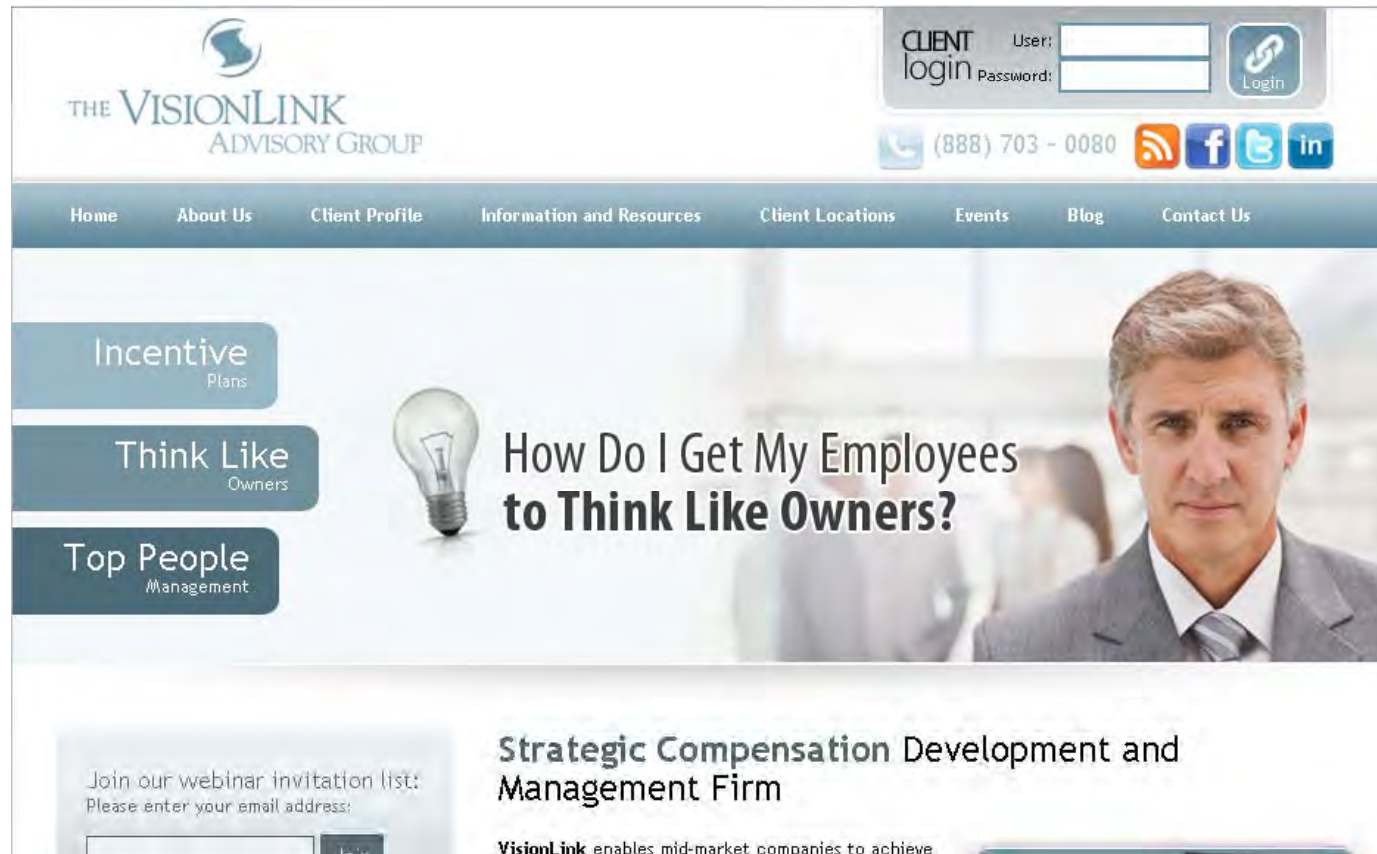 THE VISIONLINK
ADVISORY GROUP
CLIENT
login
User:
Password:
Login
(888) 703 - 0080
in
Home About Us Client Profile Information and Resources Client Locations Events Blog Contact Us
Incentive
Plans
Think Like
Owners
Top People
Management
How Do I Get My Employees
to Think Like Owners?
Join our webinar invitation list:
Please enter your email address:
Join
Strategic Compensation Development and
Management Firm
VisionLink enables mid-market companies to achieve